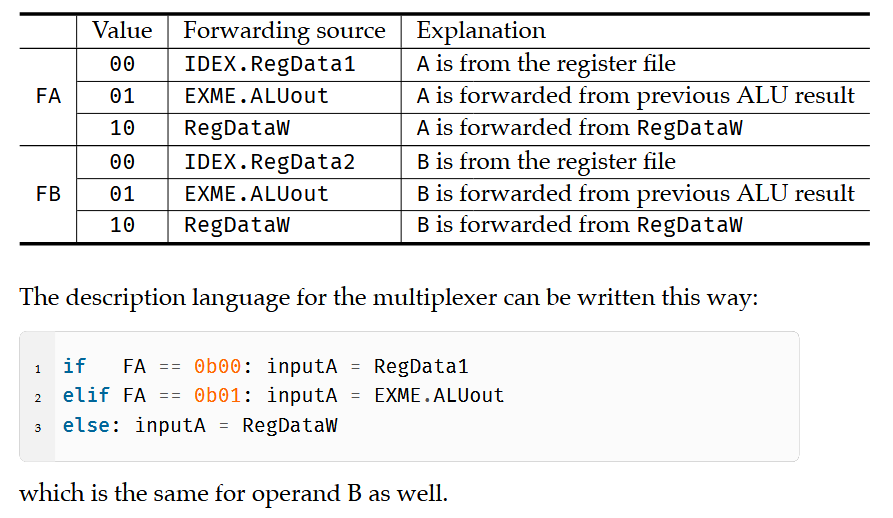 Value Forwarding source Explanation
00 IDEX.RegData1 A is from the register file
FA 01 EXME.ALUout A is forwarded from previous ALU result
10 RegDataW A is forwarded from RegDataW
00 IDEX.RegData2 B is from the register file
FB 01 EXME.ALUout B is forwarded from previous ALU result
10 RegDataW B is forwarded from RegDataW
The description language for the multiplexer can be written this way:
1 if   FA == 0b00: inputA = RegData1
2 elif FA == 0b01: inputA = EXME.ALUout
3 else: inputA = RegDataW
which is the same for operand B as well.